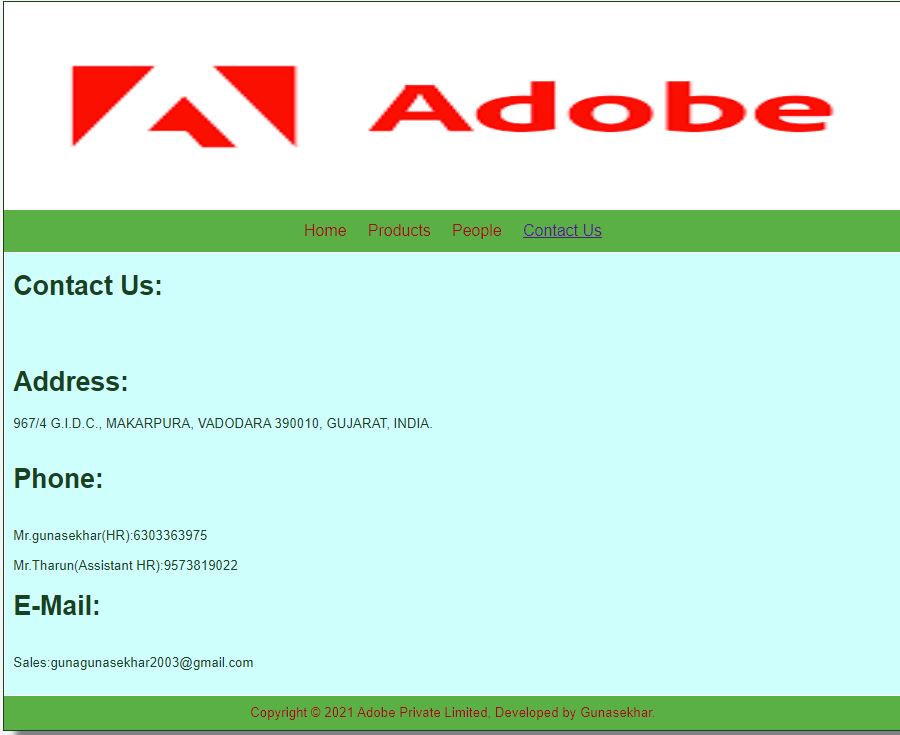 Adobe
Home Products People Contact Us
Contact Us:
Address:
967/4 G.I.D.C., MAKARPURA, VADODARA 390010, GUJARAT, INDIA.
Phone:
Mr.gunasekhar(HR):6303363975
Mr.Tharun(Assistant HR):9573819022
E-Mail:
Sales:gunagunasekhar2003@gmail.com
Copyright © 2021 Adobe Private Limited, Developed by Gunasekhar.